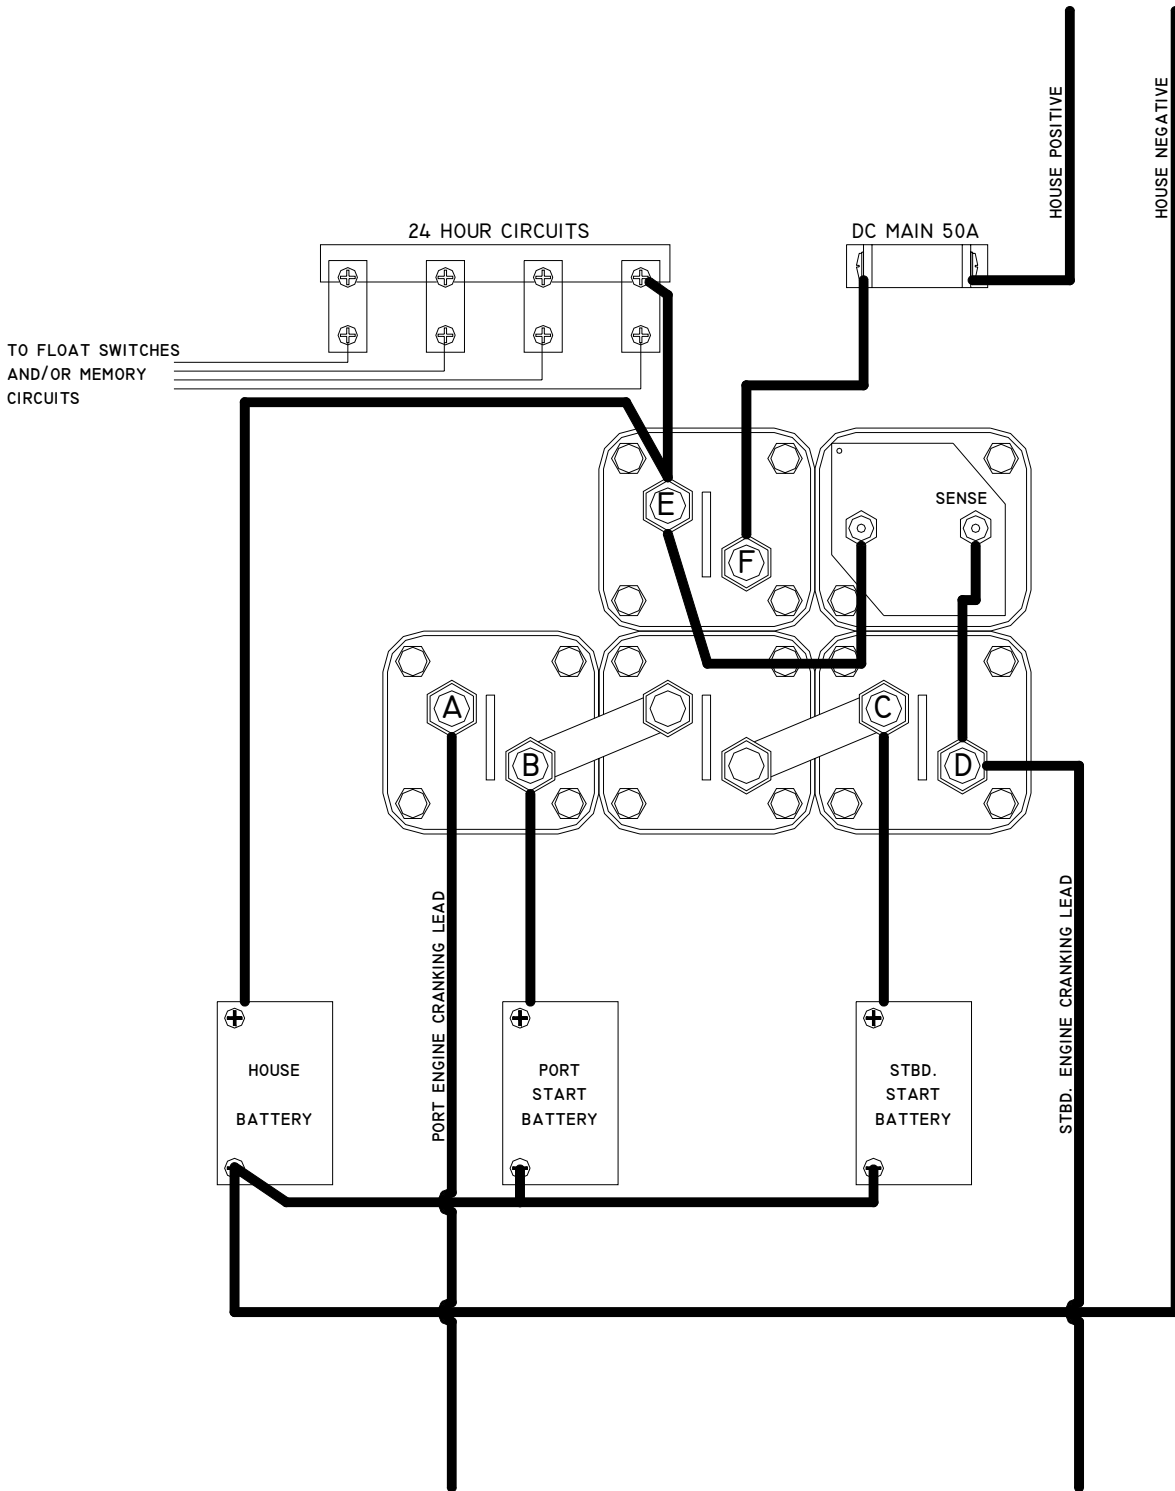 HOUSE POSITIVE
HOUSE NEGATIVE
24 HOUR CIRCUITS
DC MAIN 50A
TO FLOAT SWITCHES
AND/OR MEMORY
CIRCUITS
SENSE
E
F
A
B
C
D
PORT ENGINE CRANKING LEAD
STBD. ENGINE CRANKING LEAD
HOUSE
BATTERY
PORT
START
BATTERY
STBD.
START
BATTERY